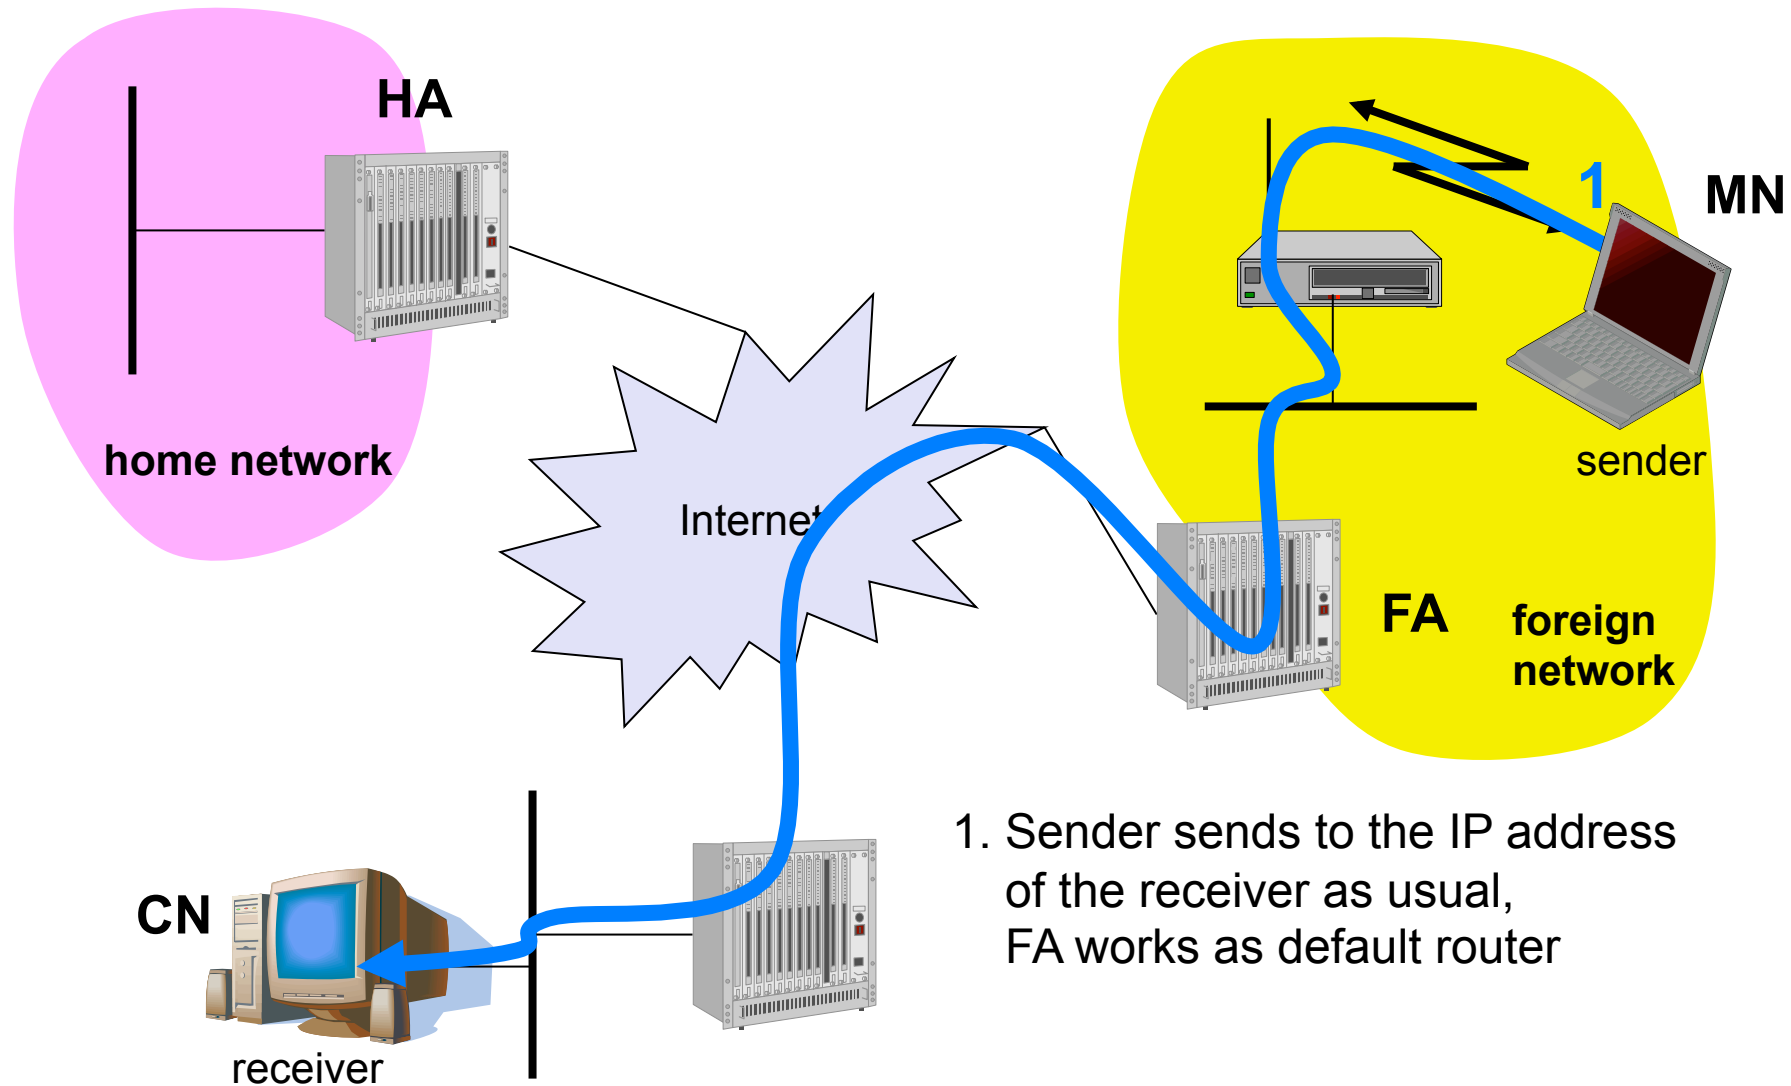 HA
1
MN
home network
sender
Internet
FA
foreign
network
1. Sender sends to the IP address
of the receiver as usual,
FA works as default router
CN
receiver